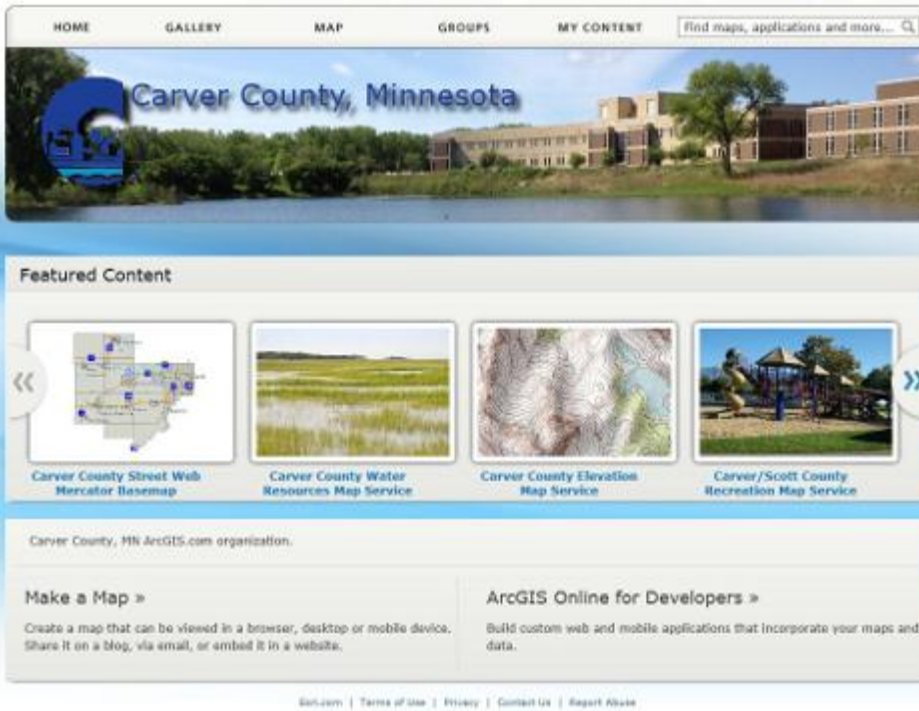 HOME GALLERY MAP GROUPS MY CONTENT Find maps, applications and more...
Carver County, Minnesota
Featured Content
«
»
Carver County Street Web
Mercator Basemap
Carver County Water
Resources Map Service
Carver County Elevation
Map Service
Carver/Scott County
Recreation Map Service
Carver County, MN ArcGIS.com organization.
Make a Map »
Create a map that can be viewed in a browser, desktop or mobile device.
Share it on a blog, via email, or embed it in a website.
ArcGIS Online for Developers »
Build custom web and mobile applications that incorporate your maps and
data.
Esri.com | Terms of Use | Privacy | Contact Us | Report Abuse